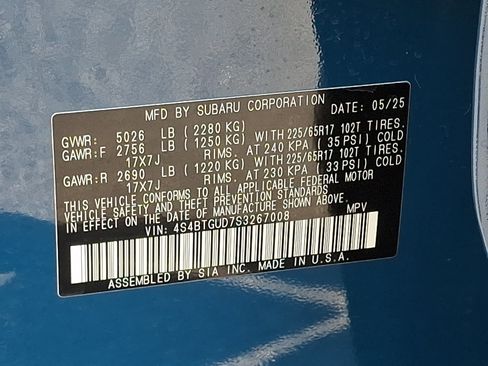 MFD BY SUBARU CORPORATION DATE: 05/25
GVWR: 5026 LB ( 2280 KG)
GAWR:F 2756 LB ( 1250 KG) WITH 225/65R17 102T TIRES.
17X7J RIMS. AT 240 KPA ( 35 PSI) COLD
GAWR:R 2690 LB ( 1220 KG) WITH 225/65R17 102T TIRES.
17X7J RIMS. AT 230 KPA ( 33 PSI) COLD
THIS VEHICLE CONFORMS TO ALL APPLICABLE FEDERAL MOTOR
VEHICLE SAFETY AND THEFT PREVENTION STANDARDS
IN EFFECT ON THE DATE OF MANUFACTURE SHOWN ABOVE.
VIN: 4S4BTGUD7S3267008 MPV
ASSEMBLED BY SIA INC. MADE IN U.S.A.